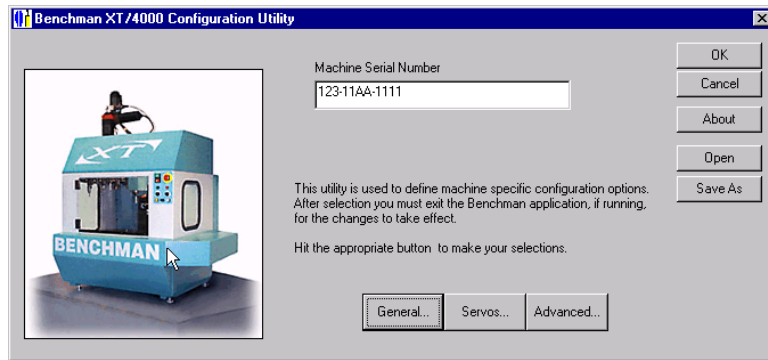 Benchman XT/4000 Configuration Utility
Machine Serial Number
123-11AA-1111
OK
Cancel
About
Open
Save As
XT
BENCHMAN
This utility is used to define machine specific configuration options.
After selection you must exit the Benchman application, if running,
for the changes to take effect.
Hit the appropriate button to make your selections.
General...
Servos...
Advanced...